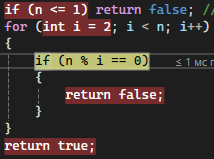 if (n <= 1) return false; //
for (int i = 2; i < n; i++)
{
if (n % i == 0) ≤ 1 мс п
{
return false;
}
}
return true;